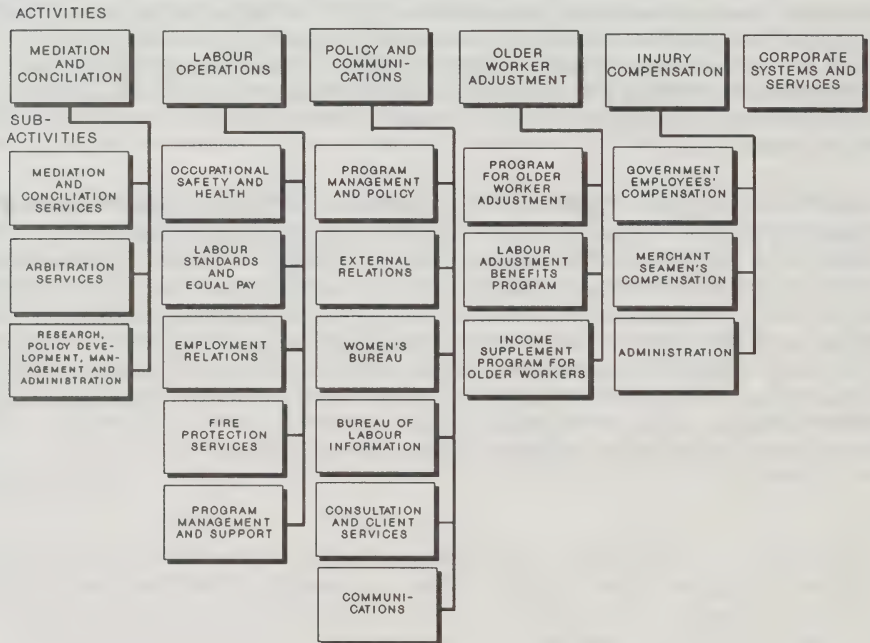 ACTIVITIES
MEDIATION
AND
CONCILIATION
LABOUR
OPERATIONS
POLICY AND
COMMUNI-
CATIONS
OLDER
WORKER
ADJUSTMENT
INJURY
COMPENSATION
CORPORATE
SYSTEMS AND
SERVICES
SUB-
ACTIVITIES
MEDIATION
AND
CONCILIATION
SERVICES
ARBITRATION
SERVICES
RESEARCH,
POLICY DEVE-
LOPMENT, MAN-
AGEMENT AND
ADMINISTRATION
OCCUPATIONAL
SAFETY AND
HEALTH
LABOUR
STANDARDS
AND
EQUAL PAY
EMPLOYMENT
RELATIONS
FIRE
PROTECTION
SERVICES
PROGRAM
MANAGEMENT
AND SUPPORT
PROGRAM
MANAGEMENT
AND POLICY
EXTERNAL
RELATIONS
WOMEN'S
BUREAU
BUREAU OF
LABOUR
INFORMATION
CONSULTATION
AND CLIENT
SERVICES
COMMUNI-
CATIONS
PROGRAM
FOR OLDER
WORKER
ADJUSTMENT
LABOUR
ADJUSTMENT
BENEFITS
PROGRAM
INCOME
SUPPLEMENT
PROGRAM FOR
OLDER WORKERS
GOVERNMENT
EMPLOYEES'
COMPENSATION
MERCHANT
SEAMEN'S
COMPENSATION
ADMINISTRATION